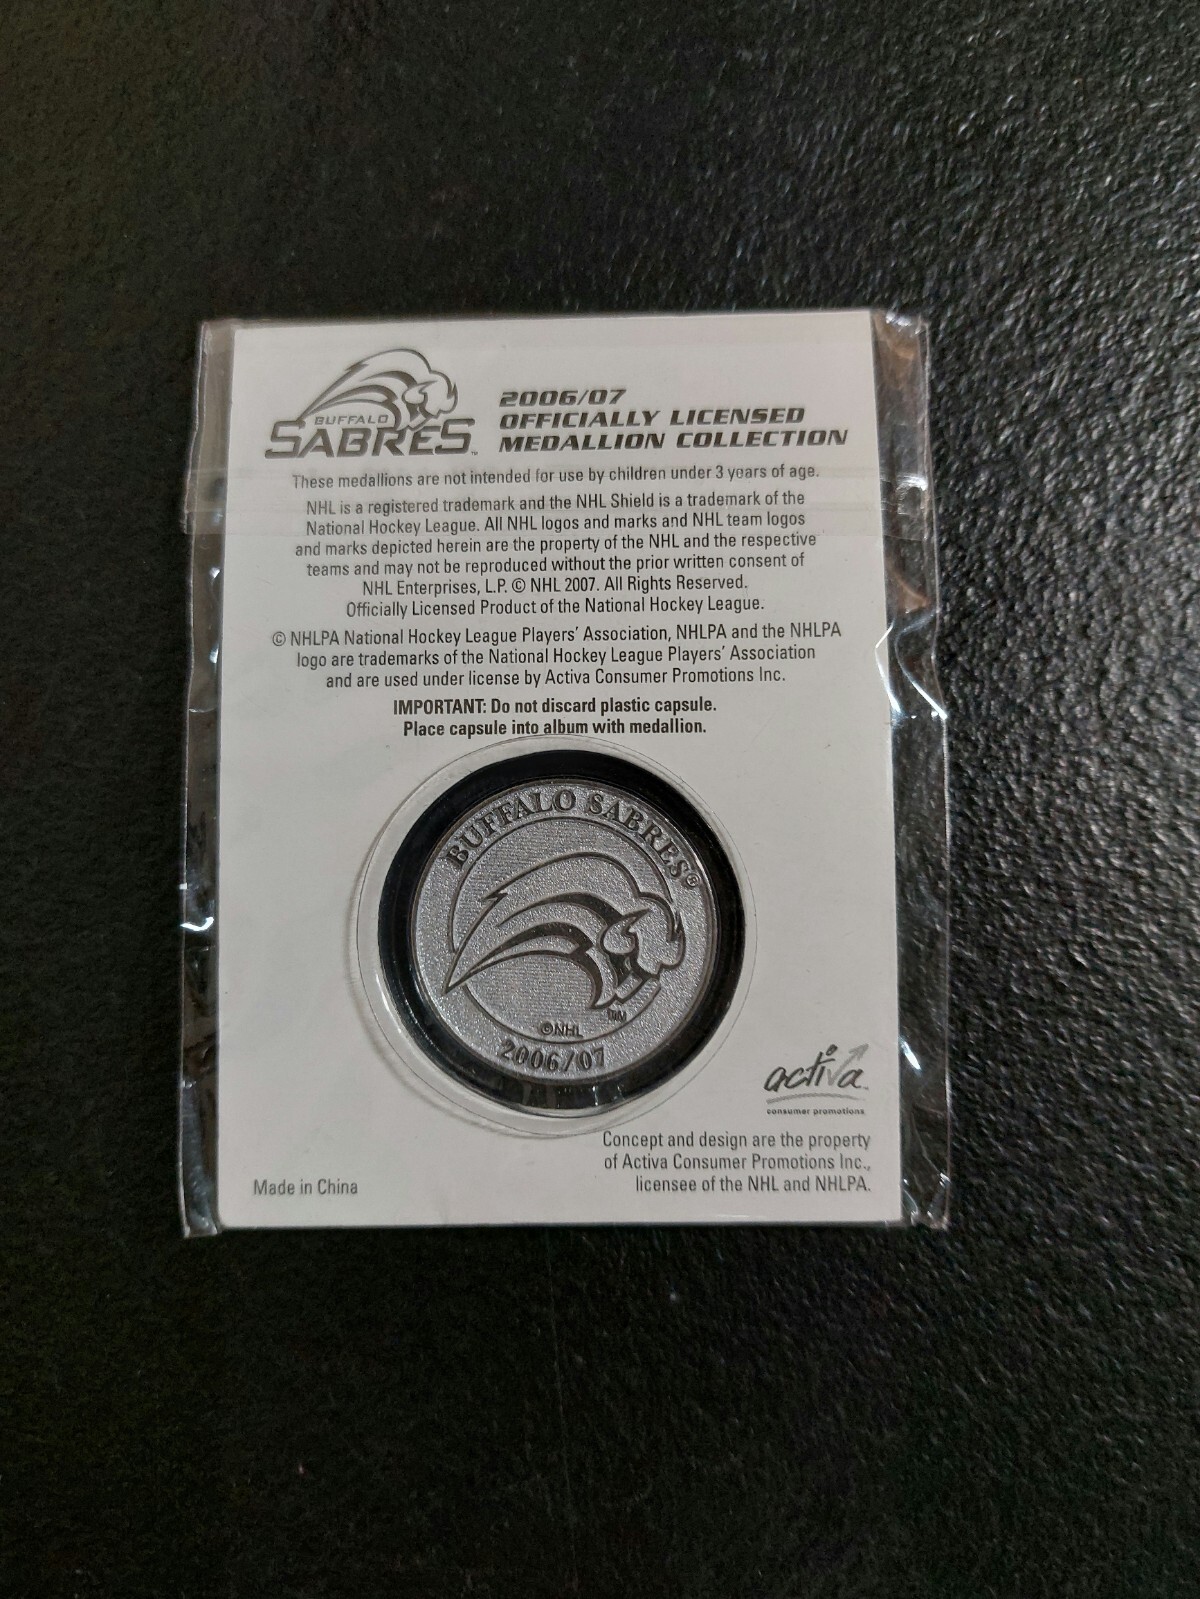 BUFFALO
SABRES™
2006/07
OFFICIALLY LICENSED
MEDALLION COLLECTION
These medallions are not intended for use by children under 3 years of age.
NHL is a registered trademark and the NHL Shield is a trademark of the
National Hockey League. All NHL logos and marks and NHL team logos
and marks depicted herein are the property of the NHL and the respective
teams and may not be reproduced without the prior written consent of
NHL Enterprises, L.P. © NHL 2007. All Rights Reserved.
Officially Licensed Product of the National Hockey League.
© NHLPA National Hockey League Players' Association, NHLPA and the NHLPA
logo are trademarks of the National Hockey League Players' Association
and are used under license by Activa Consumer Promotions Inc.
IMPORTANT: Do not discard plastic capsule.
Place capsule into album with medallion.
BUFFALO SABRES®
TM
©NHL
2006/07
activa
consumer promotions
Concept and design are the property
of Activa Consumer Promotions Inc.,
licensee of the NHL and NHLPA.
Made in China